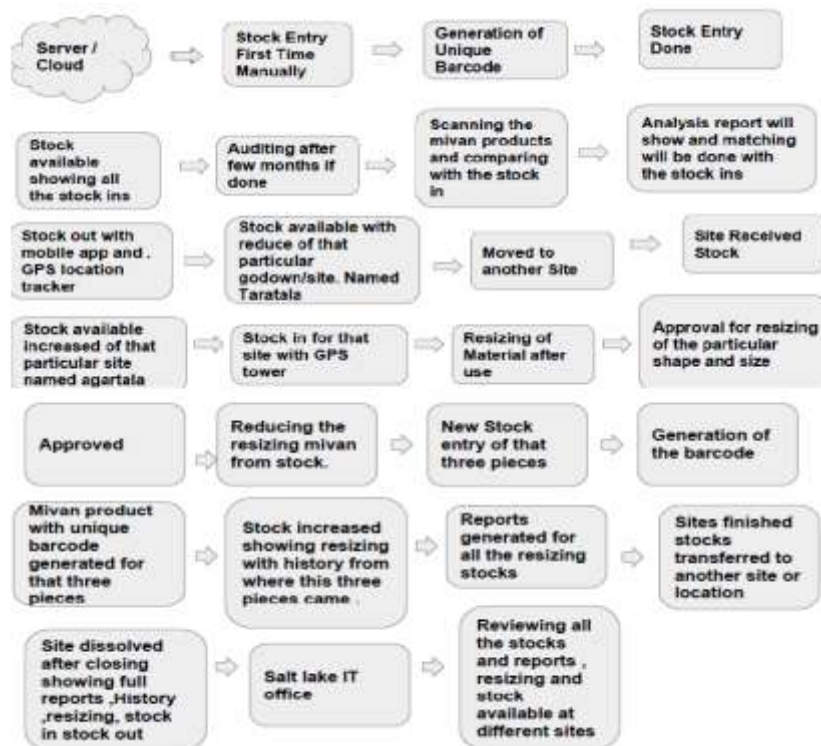 Server /
Cloud
Stock Entry
First Time
Manually
Generation of
Unique
Barcode
Stock Entry
Done
Stock
available
showing all
the stock ins
Auditing after
few months if
done
Scanning the
mivan products
and comparing
with the stock
in
Analysis report will
show and matching
will be done with
the stock ins
Stock out with
mobile app and .
GPS location
tracker
Stock available with
reduce of that
particular
godown/site. Named
Taratala
Moved to
another Site
Site Received
Stock
Stock available
increased of that
particular site
named agartala
Stock in for that
site with GPS
tower
Resizing of
Material after
use
Approval for resizing
of the particular
shape and size
Approved
Reducing the
resizing mivan
from stock.
New Stock
entry of that
three pieces
Generation of
the barcode
Mivan product
with unique
barcode
generated for
that three
pieces
Stock increased
showing resizing
with history from
where this three
pieces came .
Reports
generated for
all the resizing
stocks
Sites finished
stocks
transferred to
another site or
location
Site dissolved
after closing
showing full
reports ,History
,resizing, stock
in stock out
Salt lake IT
office
Reviewing all
the stocks
and reports ,
resizing and
stock
available at
different sites